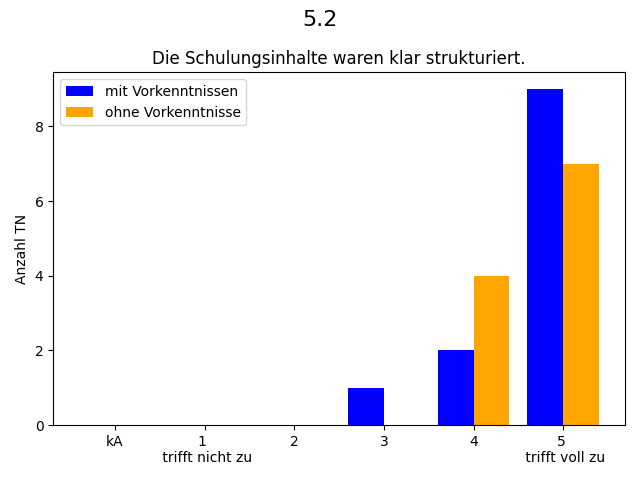 5.2
Die Schulungsinhalte waren klar strukturiert.
mit Vorkenntnissen
ohne Vorkenntnisse
Anzahl TN
8
6
4
2
0
kA 1 2 3 4 5
trifft nicht zu trifft voll zu